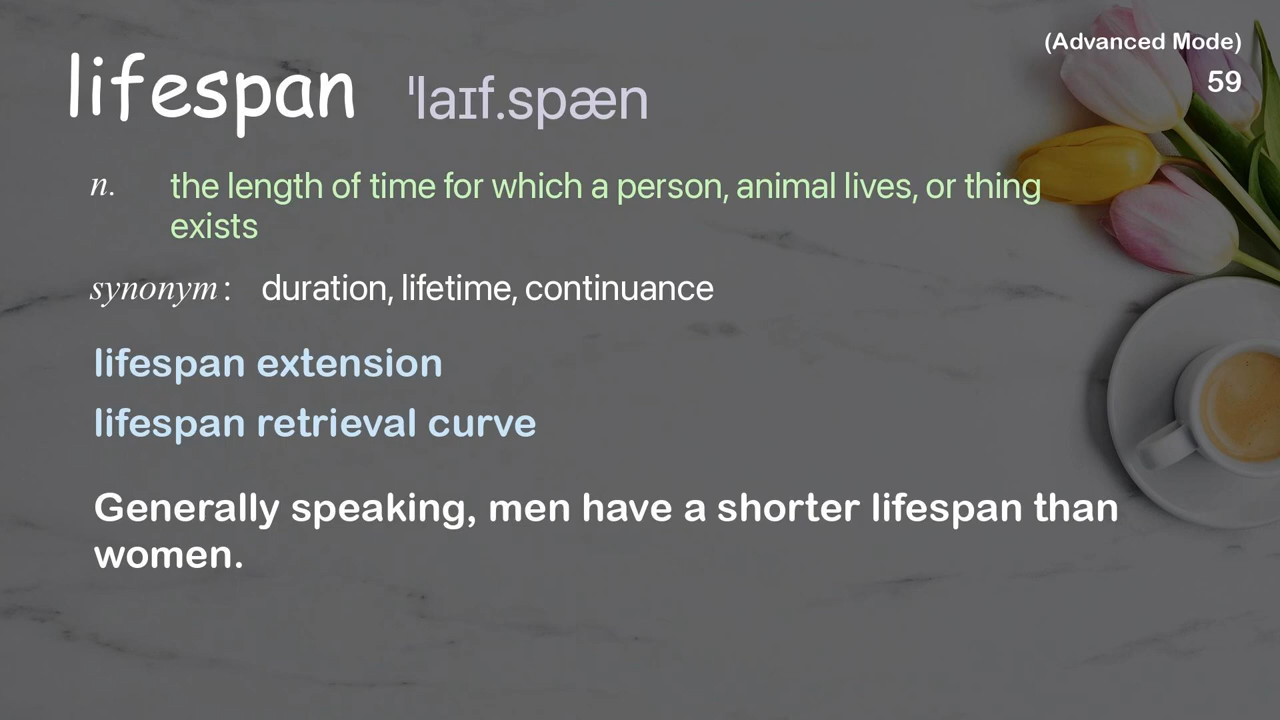 (Advanced Mode)
lifespan ˈlaɪf.spæn
59
n. the length of time for which a person, animal lives, or thing
exists
synonym : duration, lifetime, continuance
lifespan extension
lifespan retrieval curve
Generally speaking, men have a shorter lifespan than
women.